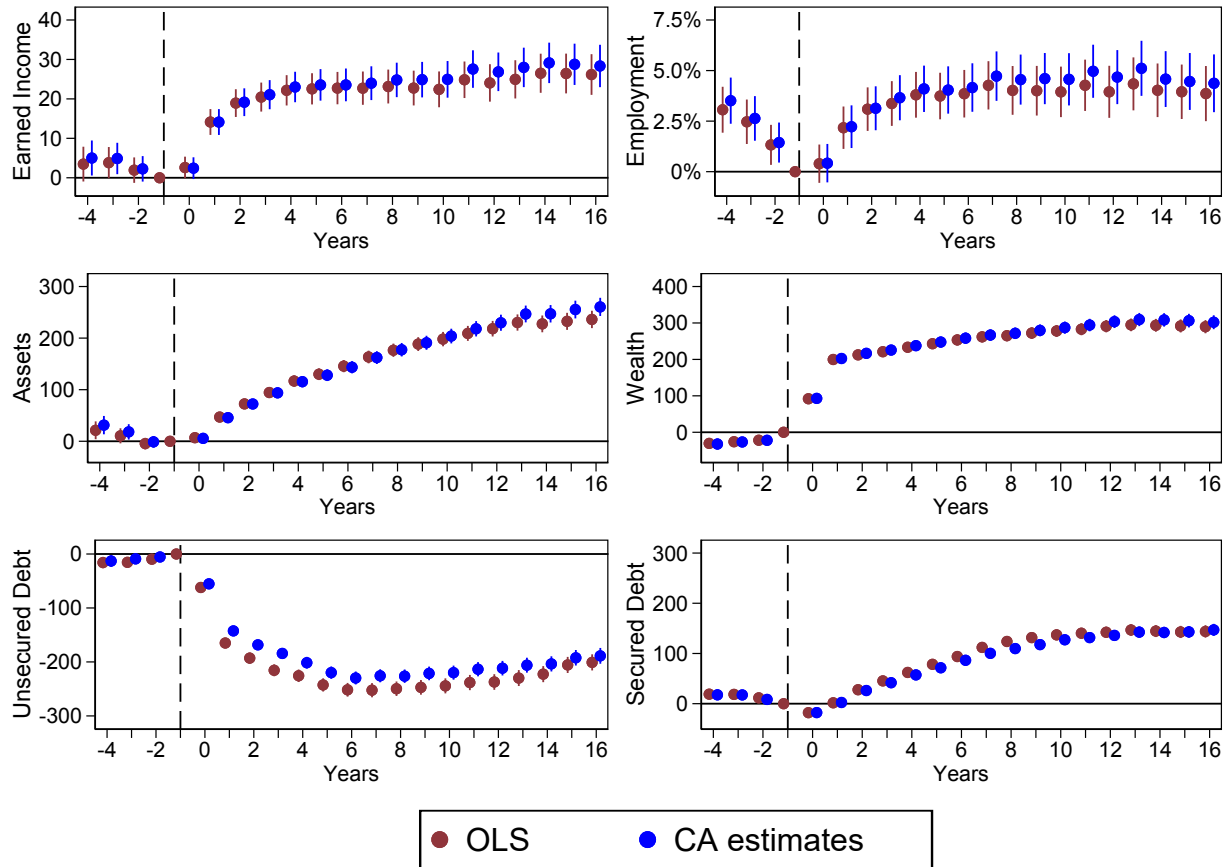 Earned Income
40
30
20
10
0
-4 -2 0 2 4 6 8 10 12 14 16
Years
Employment
7.5%
5.0%
2.5%
0%
-4 -2 0 2 4 6 8 10 12 14 16
Years
Assets
300
200
100
0
-4 -2 0 2 4 6 8 10 12 14 16
Years
Wealth
400
300
200
100
0
-4 -2 0 2 4 6 8 10 12 14 16
Years
Unsecured Debt
0
-100
-200
-300
-4 -2 0 2 4 6 8 10 12 14 16
Years
Secured Debt
300
200
100
0
-4 -2 0 2 4 6 8 10 12 14 16
Years
OLS CA estimates